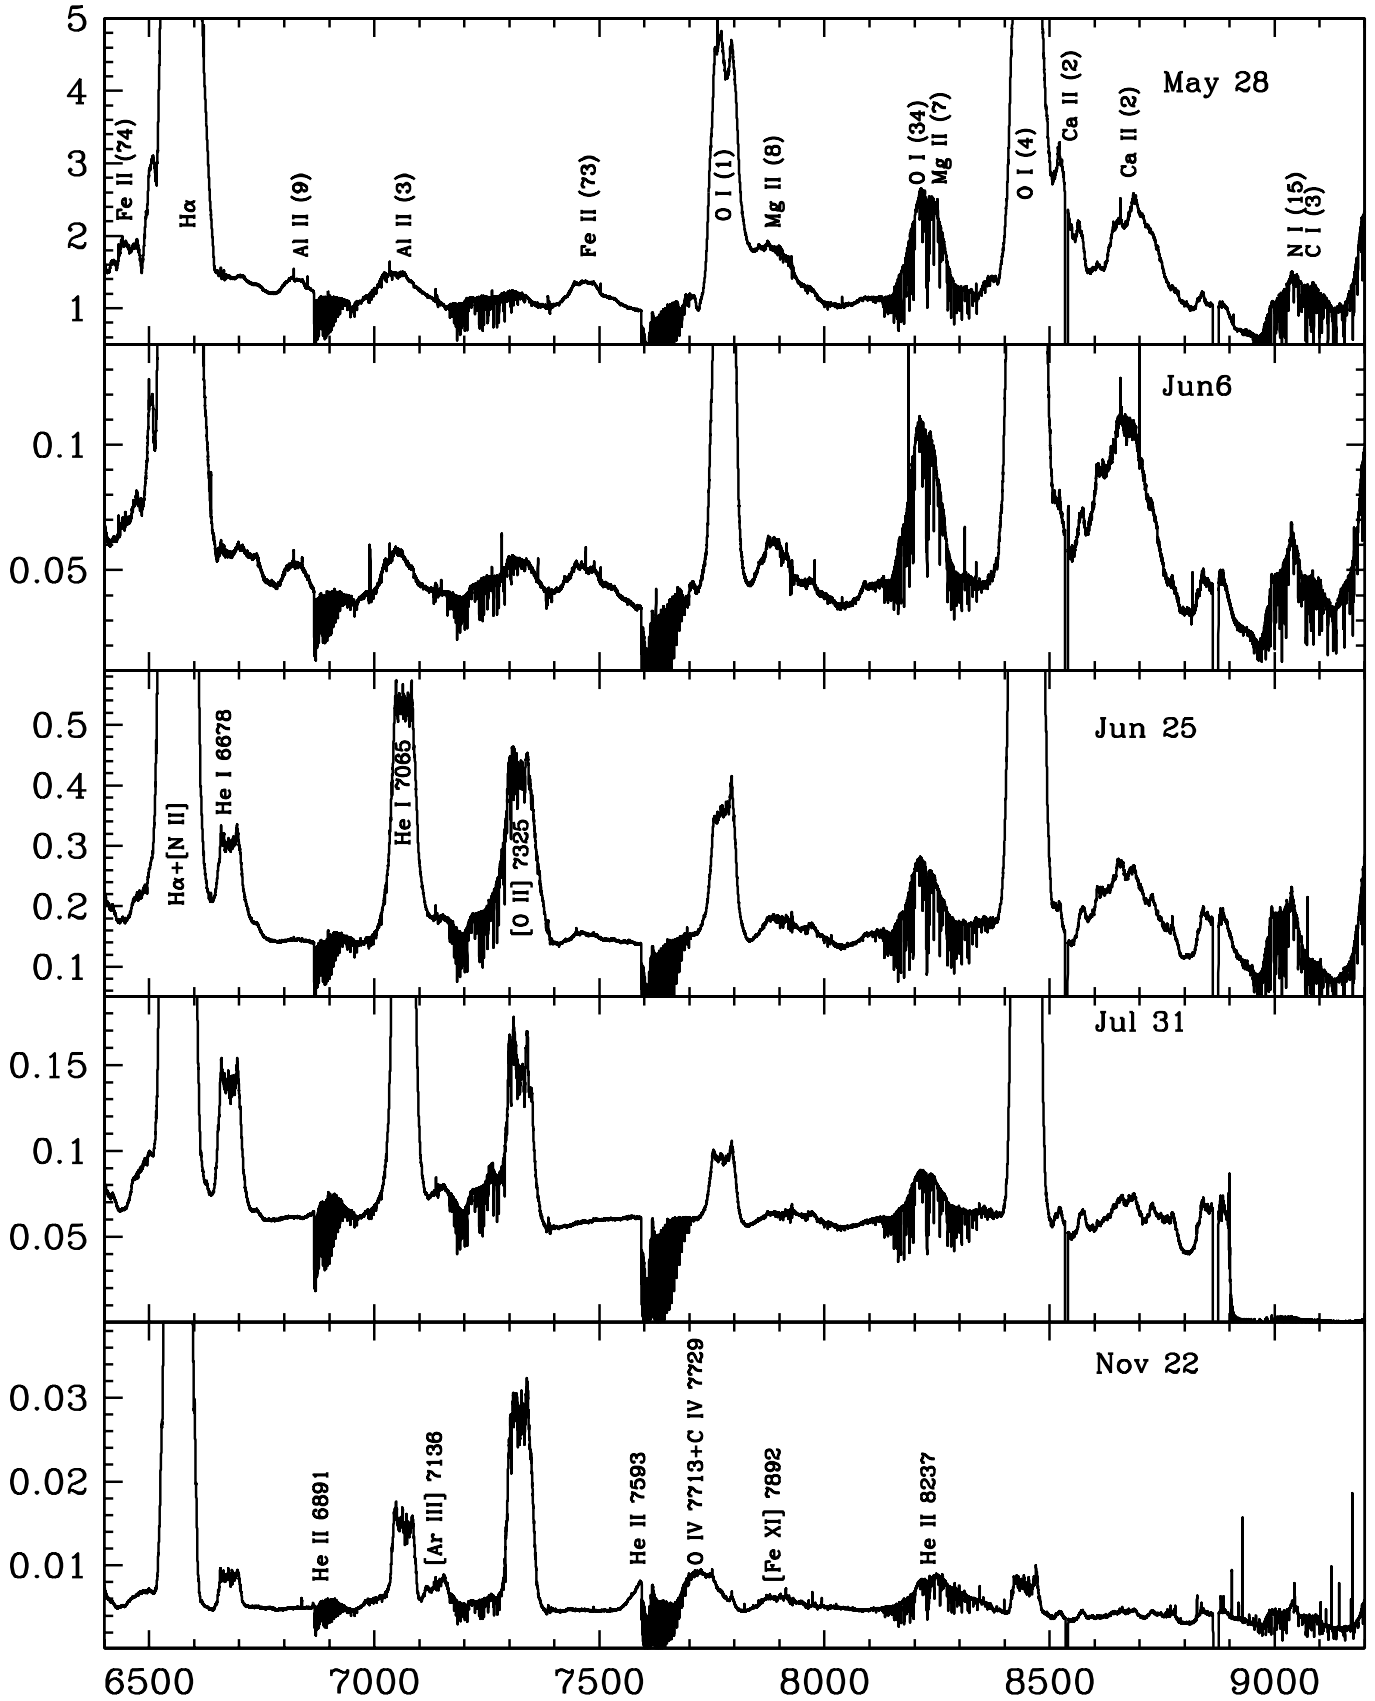 5
4
3
2
1
May 28
Fe II (74)
Hα
Al II (9)
Al II (3)
Fe II (73)
O I (1)
Mg II (8)
O I (34)
Mg II (7)
O I (4)
Ca II (2)
Ca II (2)
N I (15)
C I (3)
0.1
0.05
Jun6
0.5
0.4
0.3
0.2
0.1
Jun 25
Hα+[N II]
He I 6678
He I 7065
[O II] 7325
0.15
0.1
0.05
Jul 31
0.03
0.02
0.01
Nov 22
He II 6891
[Ar III] 7136
He II 7593
O IV 7713+C IV 7729
[Fe XI] 7892
He II 8237
6500 7000 7500 8000 8500 9000